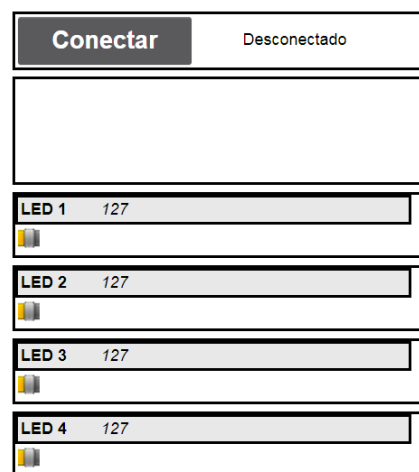 Conectar Desconectado
LED 1 127
LED 2 127
LED 3 127
LED 4 127